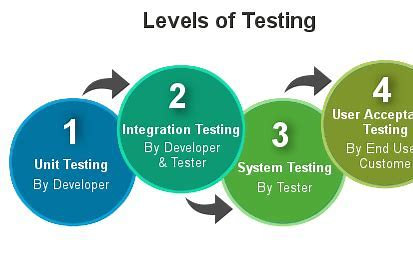 Levels of Testing
1
Unit Testing
By Developer
2
Integration Testing
By Developer
& Tester
3
System Testing
By Tester
4
User Accepta
Testing
By End Use
Custome